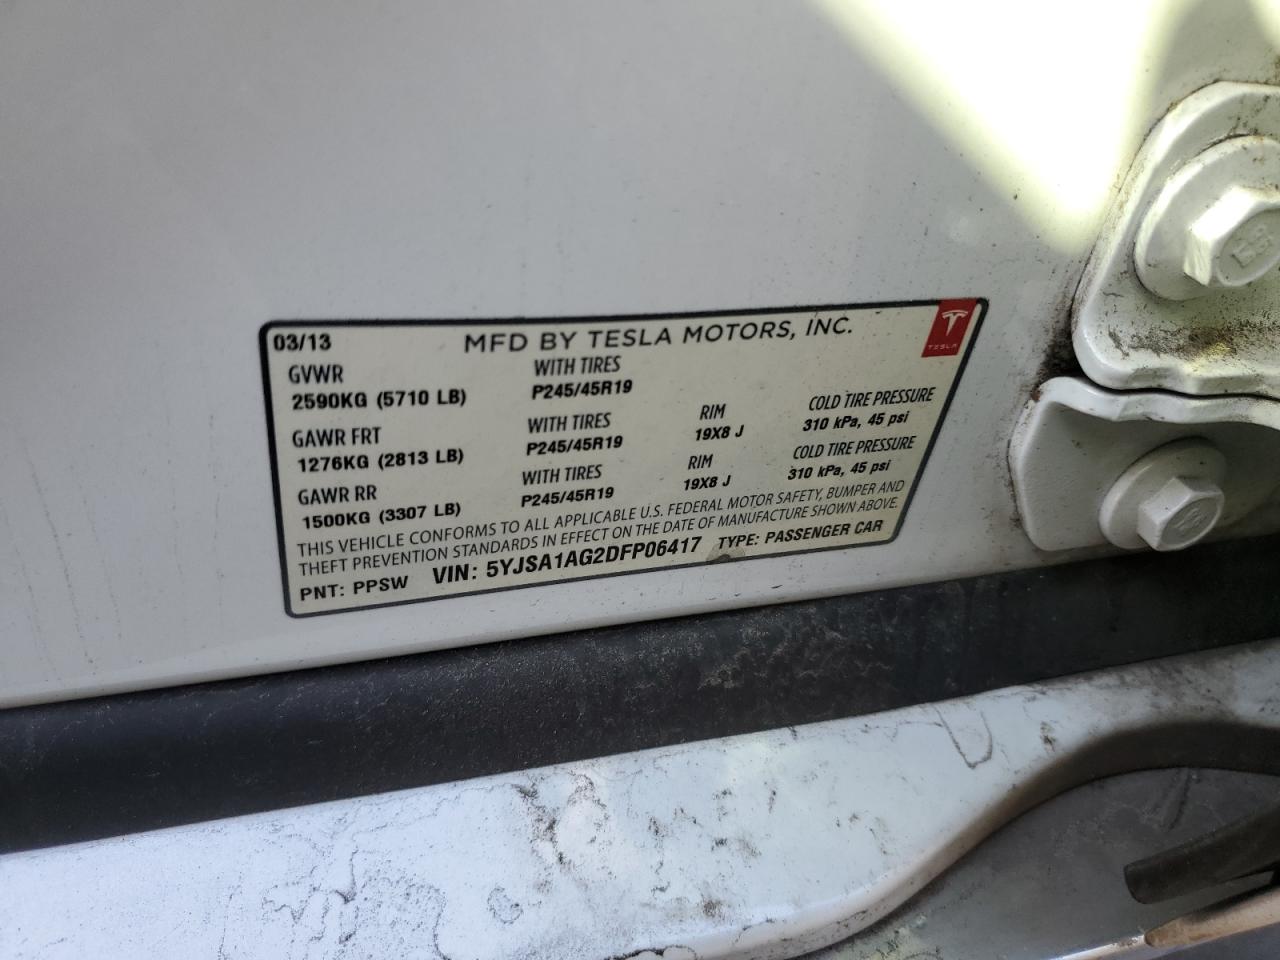 03/13 MFD BY TESLA MOTORS, INC. TESLA
GVWR WITH TIRES
2590KG (5710 LB) P245/45R19
GAWR FRT WITH TIRES RIM COLD TIRE PRESSURE
1276KG (2813 LB) P245/45R19 19X8 J 310 kPa, 45 psi
GAWR RR WITH TIRES RIM COLD TIRE PRESSURE
1500KG (3307 LB) P245/45R19 19X8 J 310 kPa, 45 psi
THIS VEHICLE CONFORMS TO ALL APPLICABLE U.S. FEDERAL MOTOR SAFETY, BUMPER AND
THEFT PREVENTION STANDARDS IN EFFECT ON THE DATE OF MANUFACTURE SHOWN ABOVE.
PNT: PPSW VIN: 5YJSA1AG2DFP06417 TYPE: PASSENGER CAR